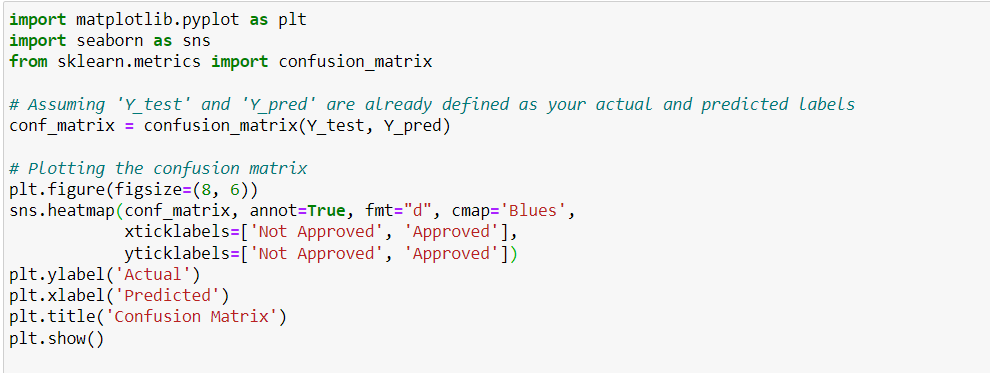 import matplotlib.pyplot as plt
import seaborn as sns
from sklearn.metrics import confusion_matrix
# Assuming 'Y_test' and 'Y_pred' are already defined as your actual and predicted labels
conf_matrix = confusion_matrix(Y_test, Y_pred)
# Plotting the confusion matrix
plt.figure(figsize=(8, 6))
sns.heatmap(conf_matrix, annot=True, fmt="d", cmap='Blues',
            xticklabels=['Not Approved', 'Approved'],
            yticklabels=['Not Approved', 'Approved'])
plt.ylabel('Actual')
plt.xlabel('Predicted')
plt.title('Confusion Matrix')
plt.show()